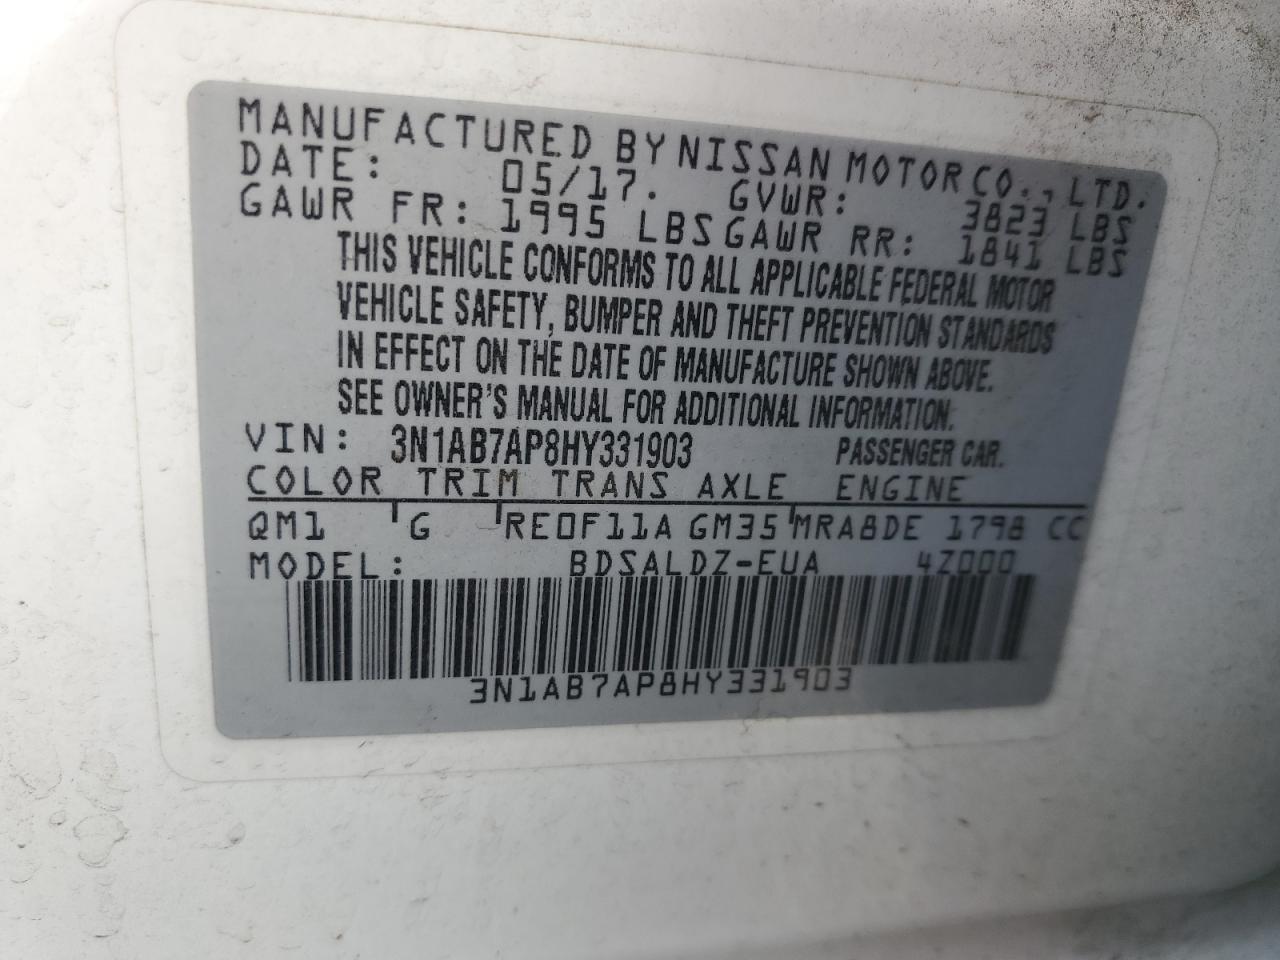 MANUFACTURED BY NISSAN MOTOR CO., LTD.
DATE: 05/17. GVWR: 3823 LBS
GAWR FR: 1995 LBS GAWR RR: 1841 LBS
THIS VEHICLE CONFORMS TO ALL APPLICABLE FEDERAL MOTOR
VEHICLE SAFETY, BUMPER AND THEFT PREVENTION STANDARDS
IN EFFECT ON THE DATE OF MANUFACTURE SHOWN ABOVE.
SEE OWNER'S MANUAL FOR ADDITIONAL INFORMATION.
VIN: 3N1AB7AP8HY331903 PASSENGER CAR.
COLOR TRIM TRANS AXLE ENGINE
QM1 G RE0F11A GM35 MRA8DE 1798 CC
MODEL: BDSALDZ-EUA 4Z000
3N1AB7AP8HY331903